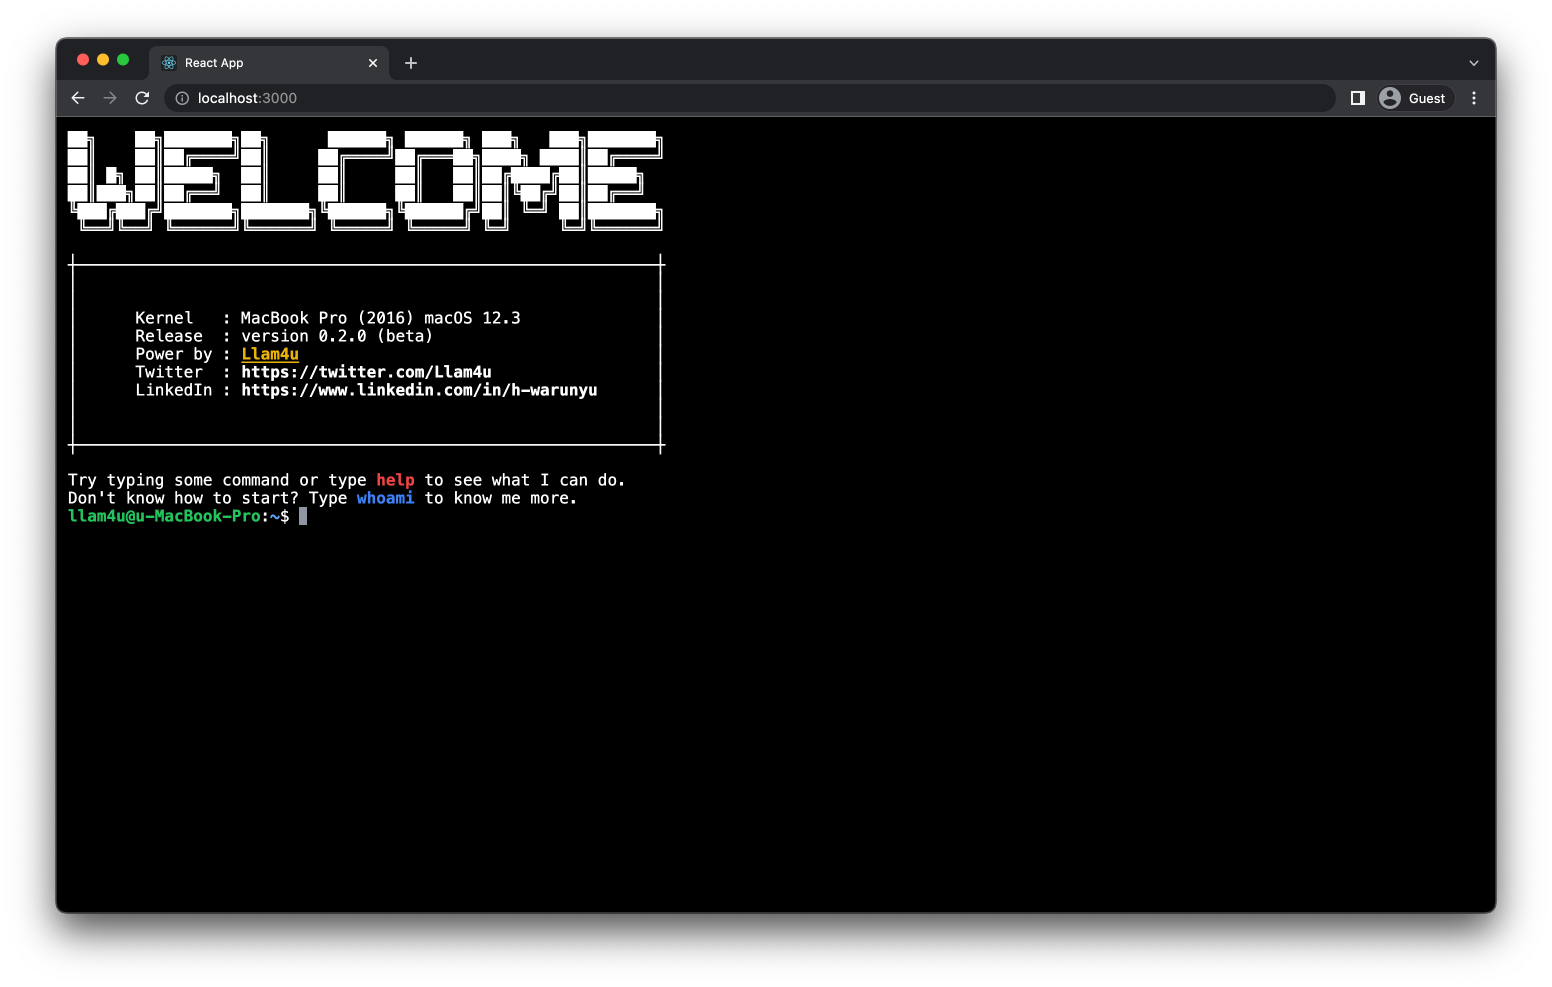 React App
localhost:3000
Guest
WELCOME
Kernel : MacBook Pro (2016) macOS 12.3
Release : version 0.2.0 (beta)
Power by : Llam4u
Twitter : https://twitter.com/Llam4u
LinkedIn : https://www.linkedin.com/in/h-warunyu
Try typing some command or type help to see what I can do.
Don't know how to start? Type whoami to know me more.
llam4u@u-MacBook-Pro:~$